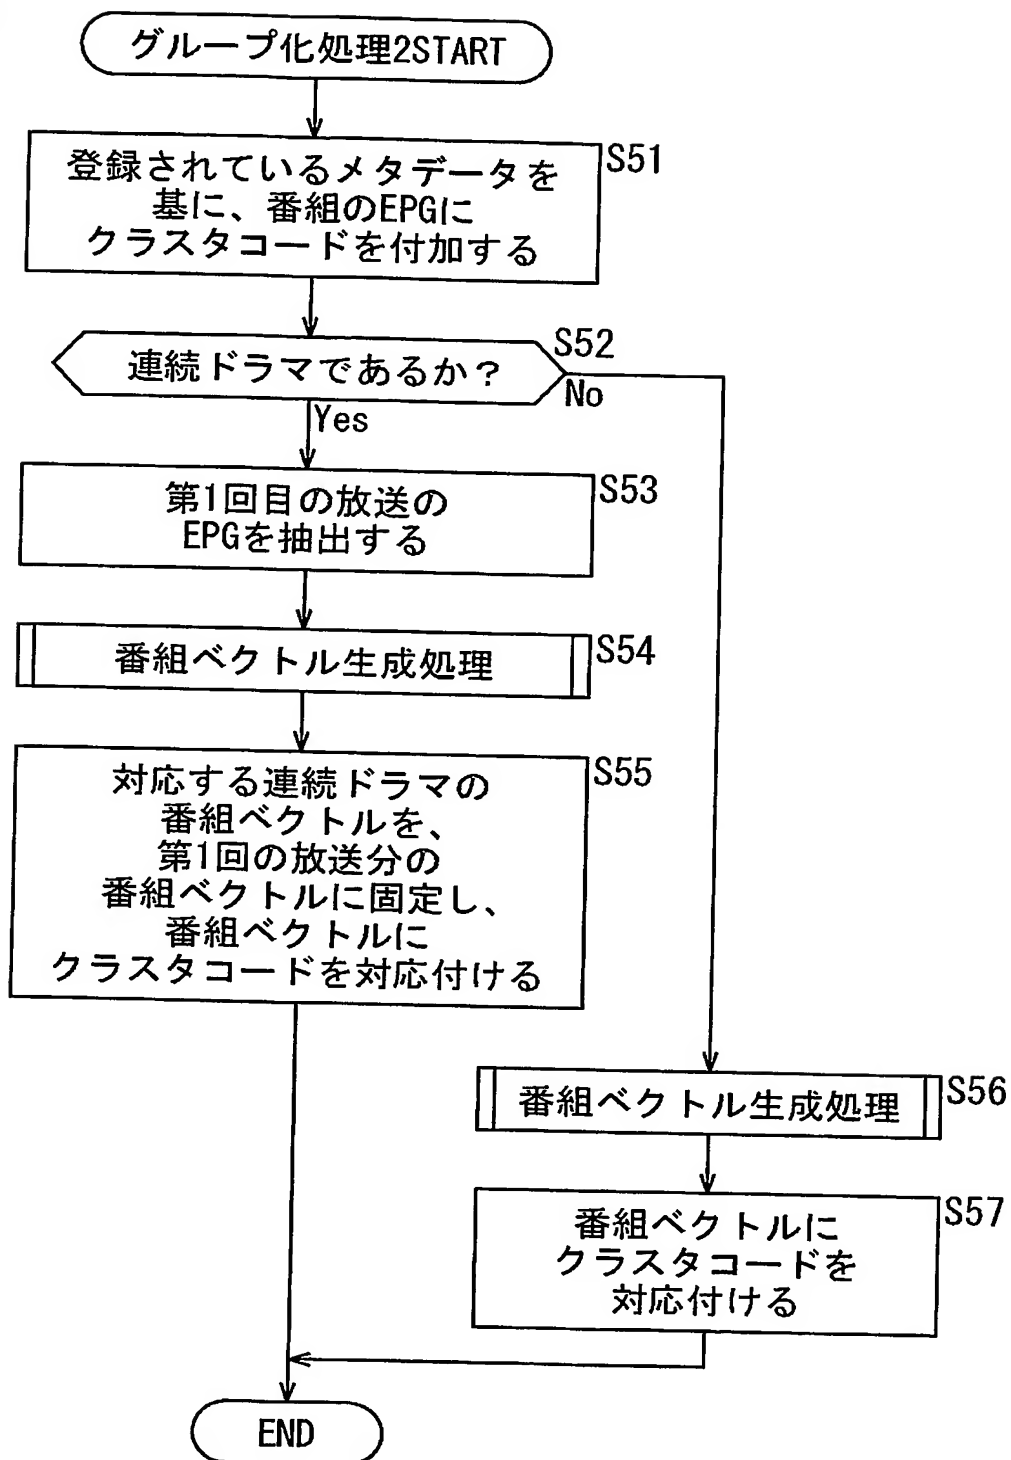 グループ化処理2START
S51
登録されているメタデータを
基に、番組のEPGに
クラスタコードを付加する
S52
連続ドラマであるか？
No
Yes
S53
第1回目の放送の
EPGを抽出する
S54
番組ベクトル生成処理
S55
対応する連続ドラマの
番組ベクトルを、
第1回の放送分の
番組ベクトルに固定し、
番組ベクトルに
クラスタコードを対応付ける
S56
番組ベクトル生成処理
S57
番組ベクトルに
クラスタコードを
対応付ける
END